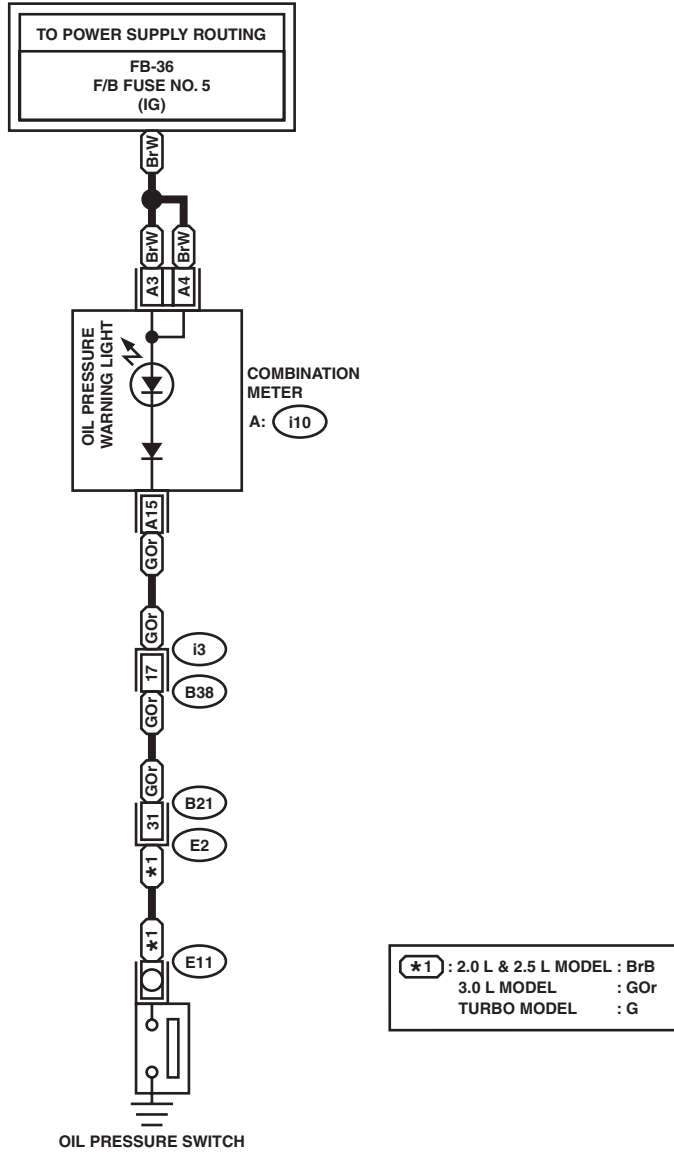 TO POWER SUPPLY ROUTING
FB-36
F/B FUSE NO. 5
(IG)
BrW
BrW
BrW
A3
A4
OIL PRESSURE
WARNING LIGHT
COMBINATION
METER
A: i10
A15
GOr
GOr
i3
17
B38
GOr
GOr
B21
31
E2
*1
*1
E11
*1 : 2.0 L & 2.5 L MODEL : BrB
3.0 L MODEL : GOr
TURBO MODEL : G
OIL PRESSURE SWITCH